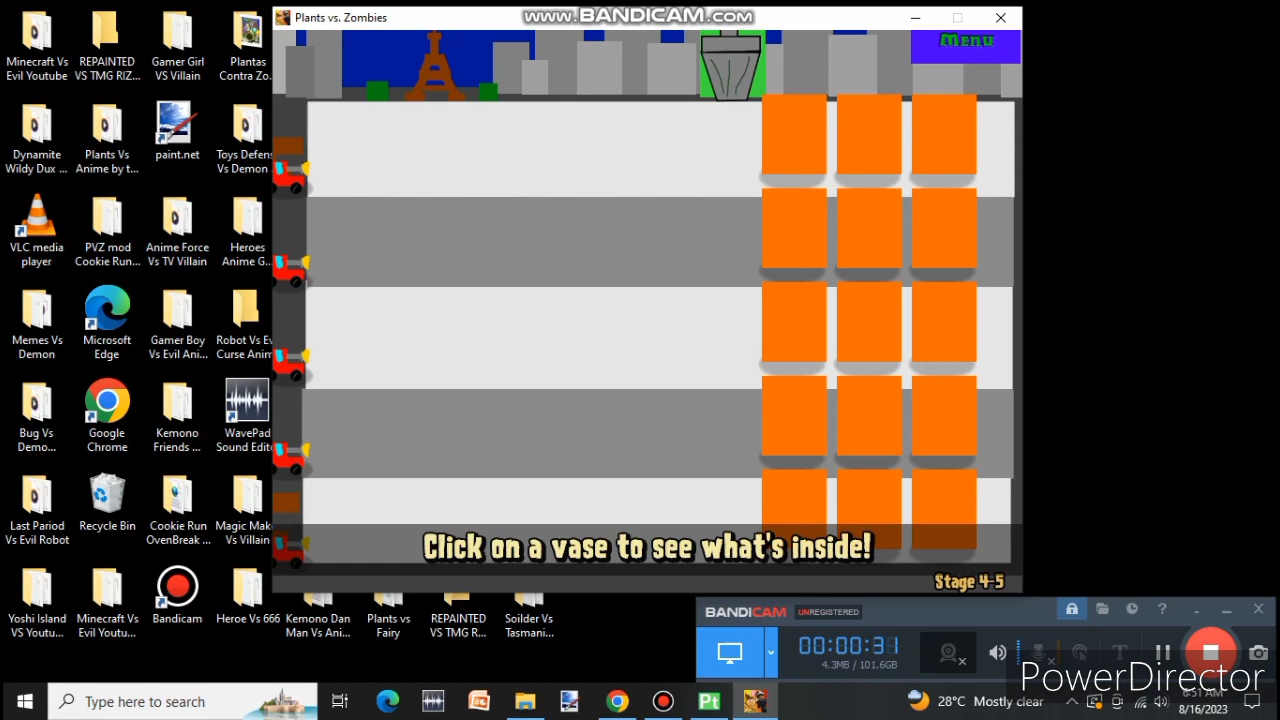 Plants vs. Zombies
WWW.BANDICAM.COM
Menu
Minecraft Vs
Evil Youtube
REPAINTED
VS TMG RIZ...
Gamer Girl
VS Villain
Plantas
Contra Zo...
Dynamite
Wildy Dux ...
Plants Vs
Anime by t...
paint.net
Toys Defens
Vs Demon
VLC media
player
PVZ mod
Cookie Run...
Anime Force
Vs TV Villain
Heroes
Anime G...
Memes Vs
Demon
Microsoft
Edge
Gamer Boy
Vs Evil Ani...
Robot Vs E
Curse Anim
Bug Vs
Demo...
Google
Chrome
Kemono
Friends ...
WavePad
Sound Edit
Last Pariod
Vs Evil Robot
Recycle Bin
Cookie Run
OvenBreak ...
Magic Mak
Vs Villain
Click on a vase to see what's inside!
Stage 4-5
Yoshi Island
VS Youtu...
Minecraft Vs
Evil Youtu...
Bandicam
Heroe Vs 666
Kemono Dan
Man Vs Ani...
Plants vs
Fairy
REPAINTED
VS TMG R...
Soilder Vs
Tasmani...
BANDICAM UNREGISTERED
00:00:31
4.3MB / 101.6GB
PowerDirector
Type here to search
28°C Mostly clear
6:51 AM
8/16/2023